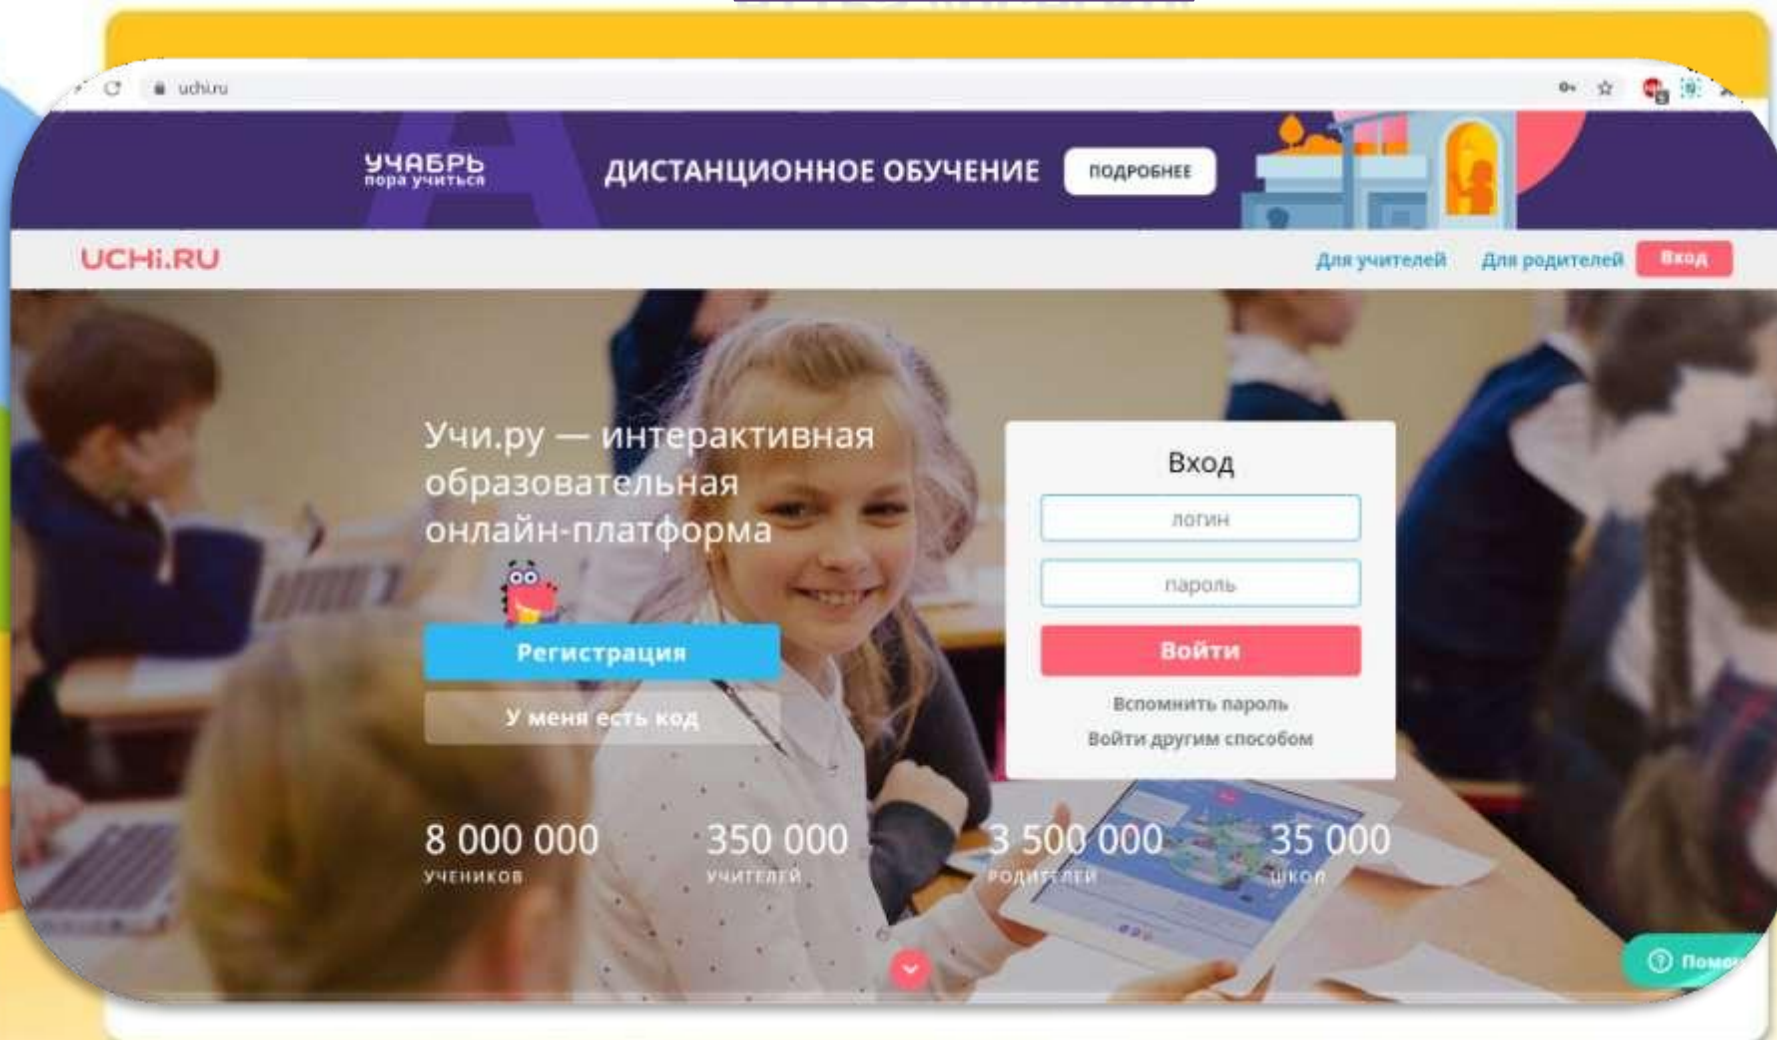 uchi.ru
УЧАБРЬ
пора учиться
ДИСТАНЦИОННОЕ ОБУЧЕНИЕ
ПОДРОБНЕЕ
UCHi.RU
Для учителей
Для родителей
Вход
Учи.ру — интерактивная
образовательная
онлайн-платформа
Регистрация
У меня есть код
Вход
логин
пароль
Войти
Вспомнить пароль
Войти другим способом
8 000 000
УЧЕНИКОВ
350 000
УЧИТЕЛЕЙ
3 500 000
РОДИТЕЛЕЙ
35 000
ШКОЛ